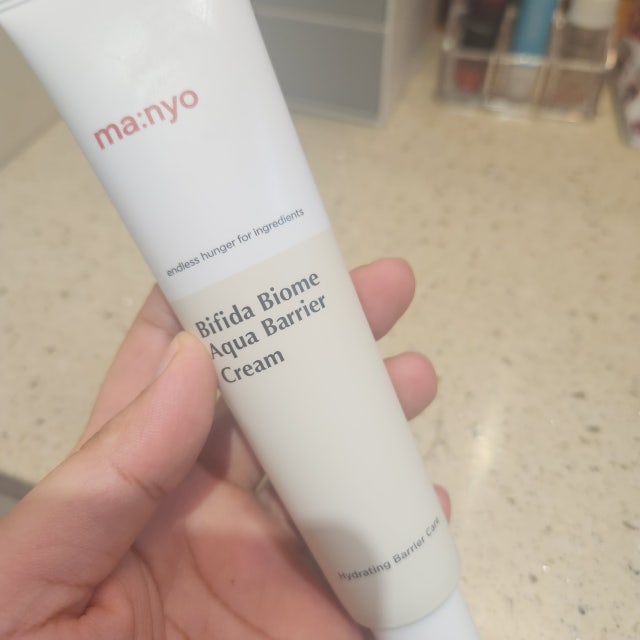 ma:nyo
endless hunger for ingredients
Bifida Biome
Aqua Barrier
Cream
Hydrating Barrier Care